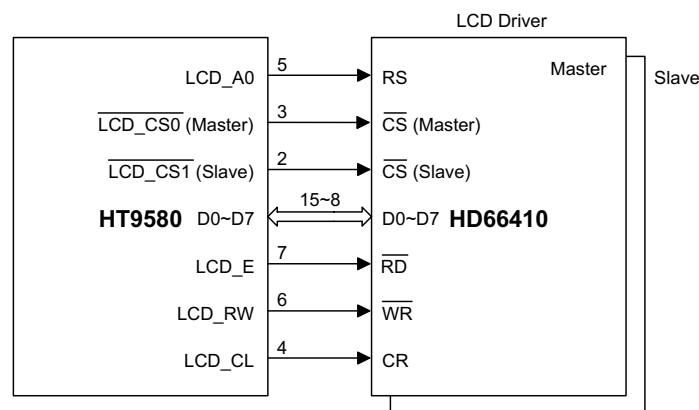 LCD Driver
Master
Slave
LCD_A0 5 RS
LCD_CS0 (Master) 3 CS (Master)
LCD_CS1 (Slave) 2 CS (Slave)
HT9580 D0~D7 15~8 D0~D7 HD66410
LCD_E 7 RD
LCD_RW 6 WR
LCD_CL 4 CR